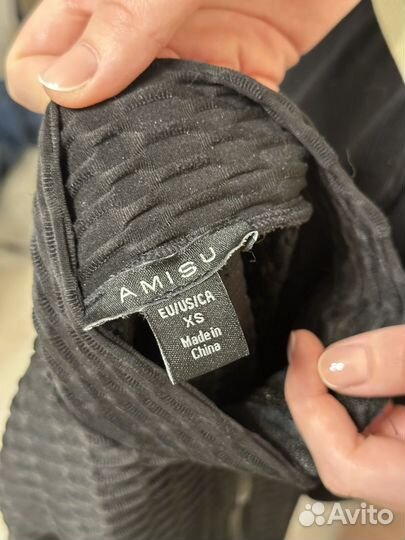 AMISU
EU/US/CA
XS
Made in
China
Avito